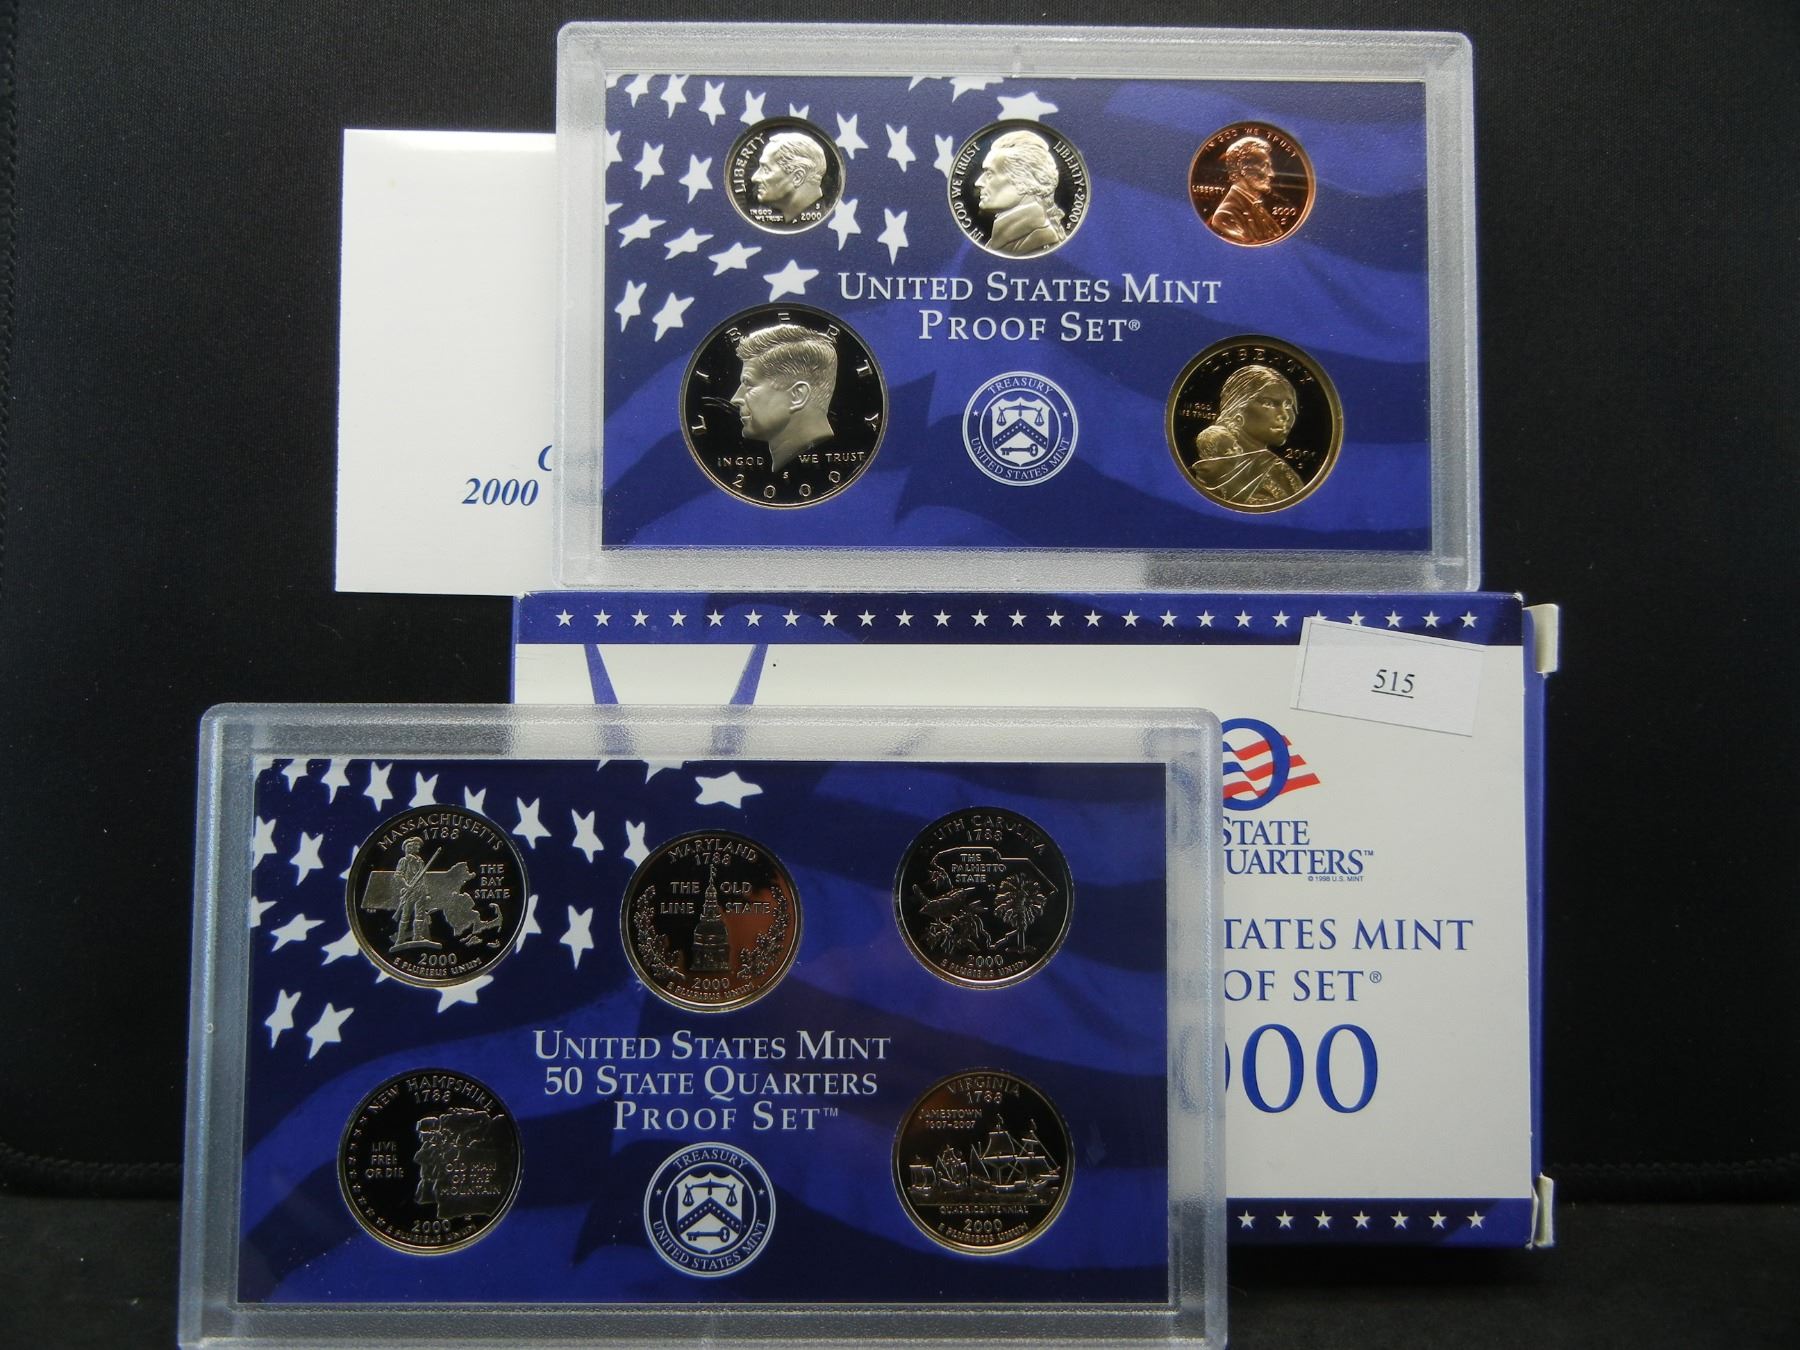 LIBERTY
IN GOD
WE TRUST
S
2000
IN GOD WE TRUST
LIBERTY • 2000
IN GOD WE TRUST
LIBERTY
2000
S
UNITED STATES MINT
PROOF SET®
LIBERTY
IN GOD WE TRUST
S
2000
TREASURY
UNITED STATES MINT
LIBERTY
IN GOD
WE TRUST
S
2000
515
STATE
QUARTERS™
© 1998 U.S. MINT
TATES MINT
OF SET®
000
MASSACHUSETTS
1788
THE
BAY
STATE
2000
E PLURIBUS UNUM
MARYLAND
1788
THE OLD
LINE STATE
2000
E PLURIBUS UNUM
SOUTH CAROLINA
1788
THE
PALMETTO
STATE
2000
E PLURIBUS UNUM
UNITED STATES MINT
50 STATE QUARTERS
PROOF SET™
NEW HAMPSHIRE
1788
LIVE
FREE
OR DIE
OLD MAN
OF THE
MOUNTAIN
2000
E PLURIBUS UNUM
TREASURY
UNITED STATES MINT
VIRGINIA
1788
JAMESTOWN
1607-2007
QUADRICENTENNIAL
2000
E PLURIBUS UNUM